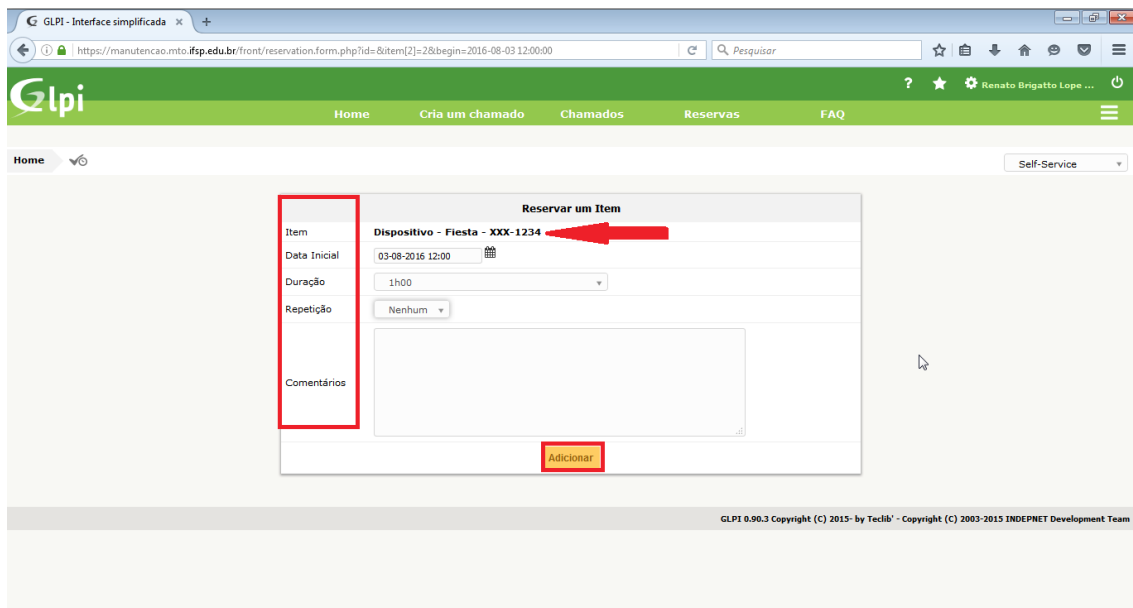 GLPI - Interface simplificada
https://manutencao.mto.ifsp.edu.br/front/reservation.form.php?id=&item[2]=2&begin=2016-08-03 12:00:00
Pesquisar
Glpi
? Renato Brigatto Lope ...
Home Cria um chamado Chamados Reservas FAQ
Home
Self-Service
Reservar um Item
Item Dispositivo - Fiesta - XXX-1234
Data Inicial 03-08-2016 12:00
Duração 1h00
Repetição Nenhum
Comentários
Adicionar
GLPI 0.90.3 Copyright (C) 2015- by Teclib' - Copyright (C) 2003-2015 INDEPNET Development Team